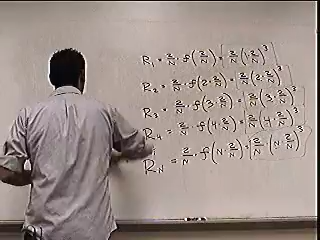 R₁ = 2/N · f(2/N) = 2/N (1·2/N)³
R₂ = 2/N · f(2·2/N) = 2/N (2·2/N)³
R₃ = 2/N · f(3·2/N) = 2/N (3·2/N)³
R₄ = 2/N · f(4·2/N) = 2/N (4·2/N)³
⋮
R_N = 2/N · f(N·2/N) = 2/N · (N·2/N)³